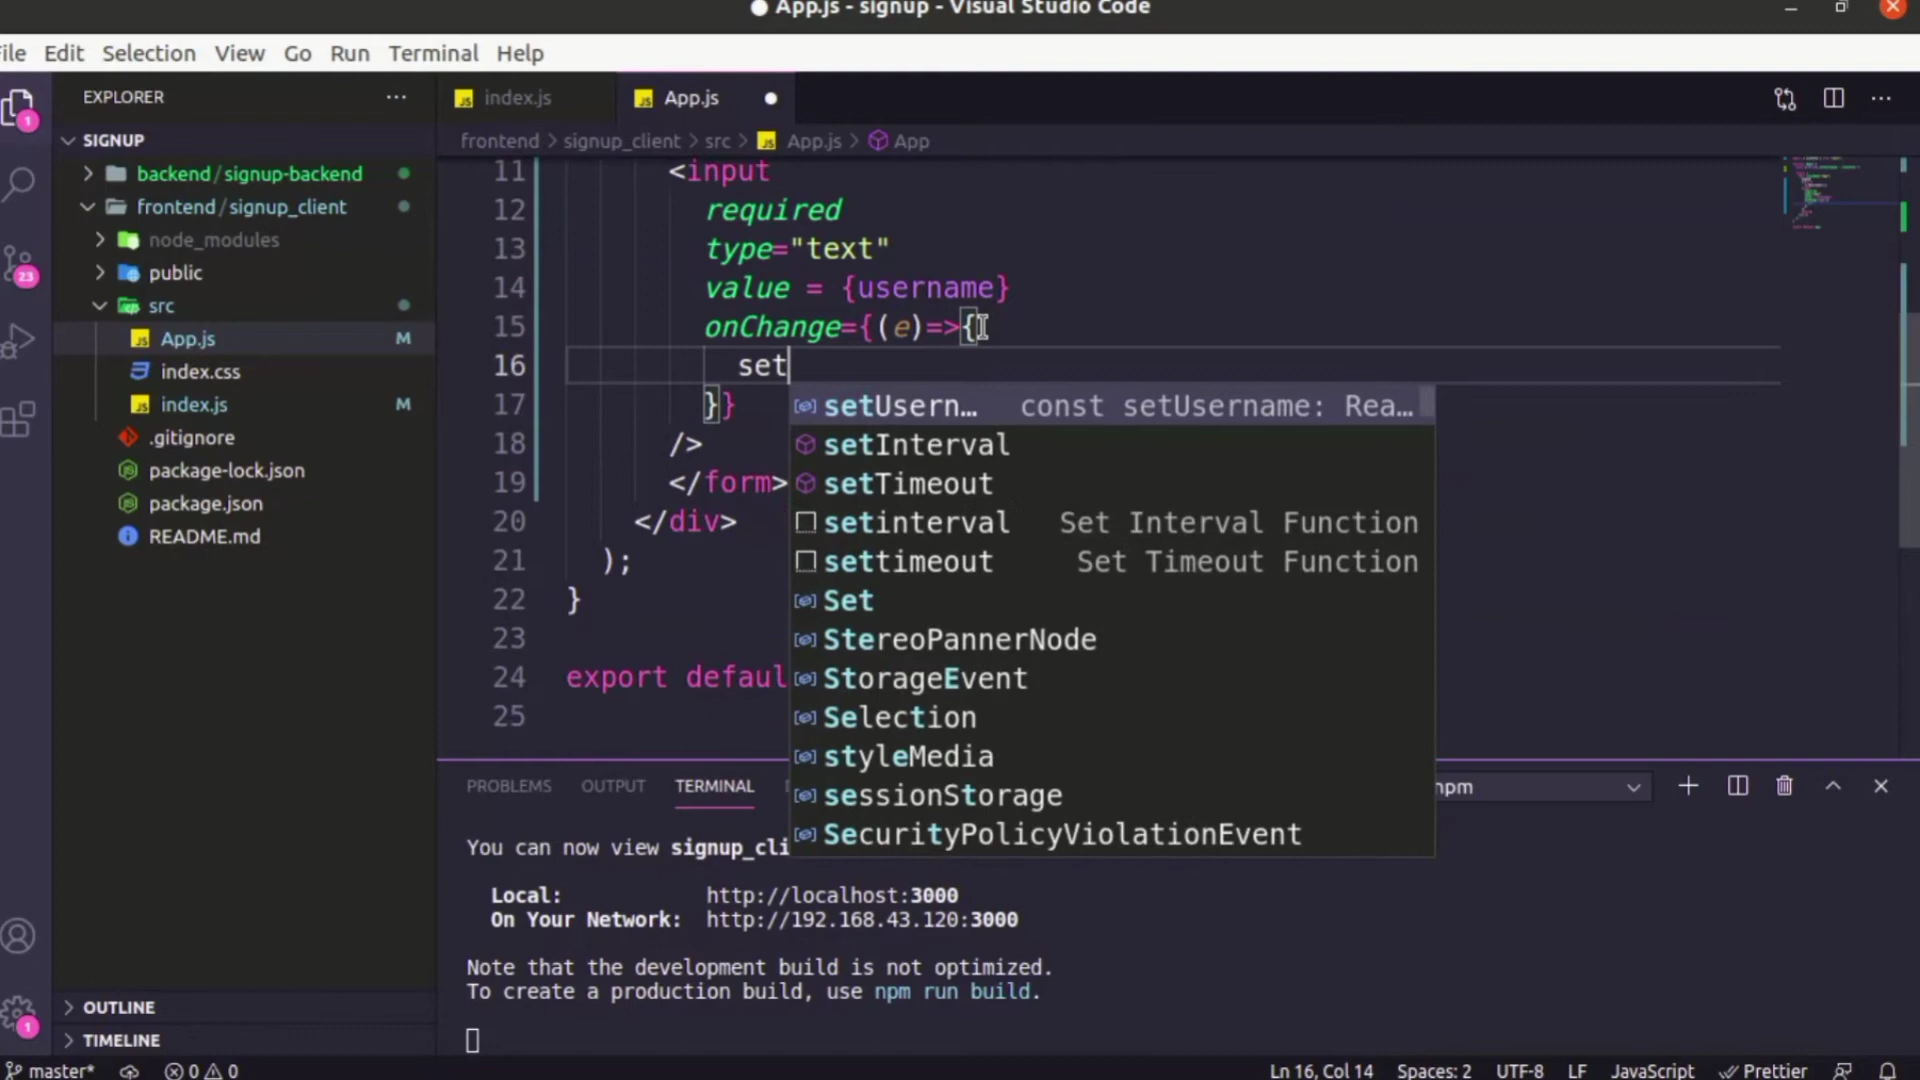 App.js - signup - Visual Studio Code
ile Edit Selection View Go Run Terminal Help
EXPLORER
SIGNUP
backend/signup-backend
frontend/signup_client
node_modules
public
src
App.js M
index.css
index.js M
.gitignore
package-lock.json
package.json
README.md
OUTLINE
TIMELINE
1
23
1
index.js App.js
frontend > signup_client > src > App.js > App
11 <input
12 required
13 type="text"
14 value = {username}
15 onChange={(e)=>{
16 set
17 }}
18 />
19 </form>
20 </div>
21 );
22 }
23
24 export defaul
25
setUsern... const setUsername: Rea...
setInterval
setTimeout
setinterval Set Interval Function
settimeout Set Timeout Function
Set
StereoPannerNode
StorageEvent
Selection
styleMedia
sessionStorage
SecurityPolicyViolationEvent
PROBLEMS OUTPUT TERMINAL npm
You can now view signup_cli
Local: http://localhost:3000
On Your Network: http://192.168.43.120:3000
Note that the development build is not optimized.
To create a production build, use npm run build.
master* 0 0 Ln 16, Col 14 Spaces: 2 UTF-8 LF JavaScript Prettier